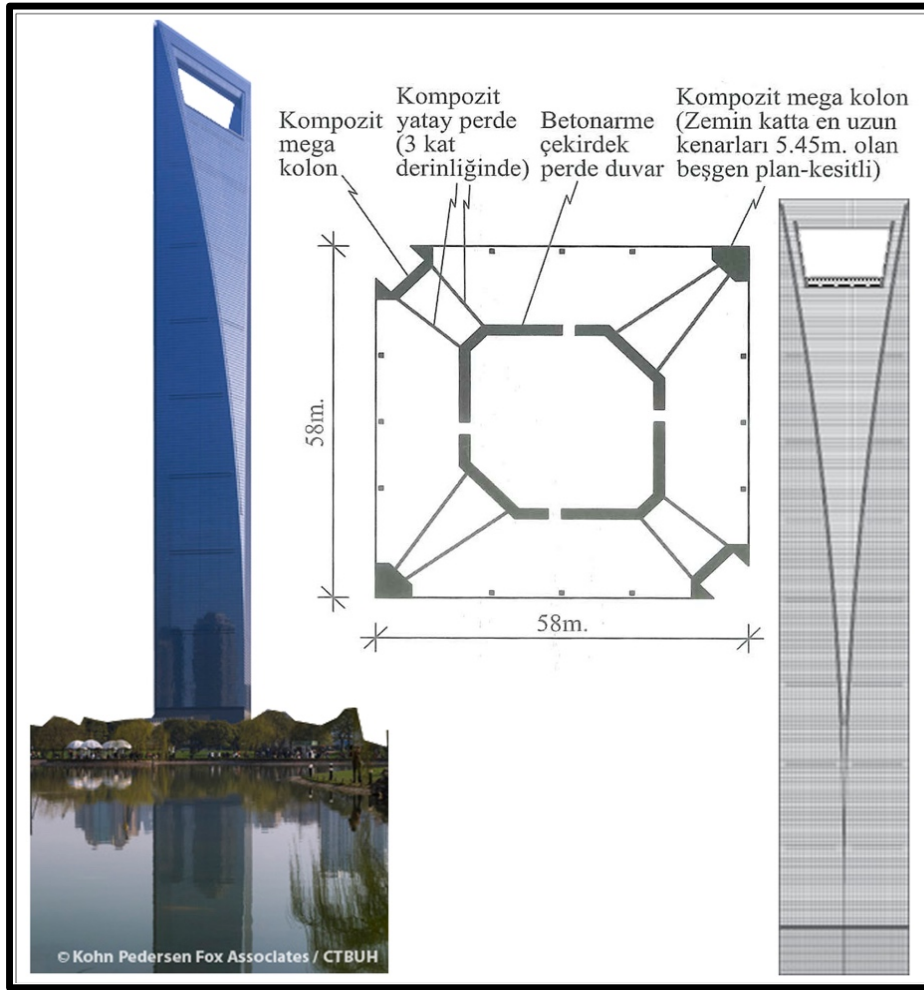 Kompozit
mega
kolon
Kompozit
yatay perde
(3 kat
derinliğinde)
Betonarme
çekirdek
perde duvar
Kompozit mega kolon
(Zemin katta en uzun
kenarları 5.45m. olan
beşgen plan-kesitli)
58m.
58m.
© Kohn Pedersen Fox Associates / CTBUH